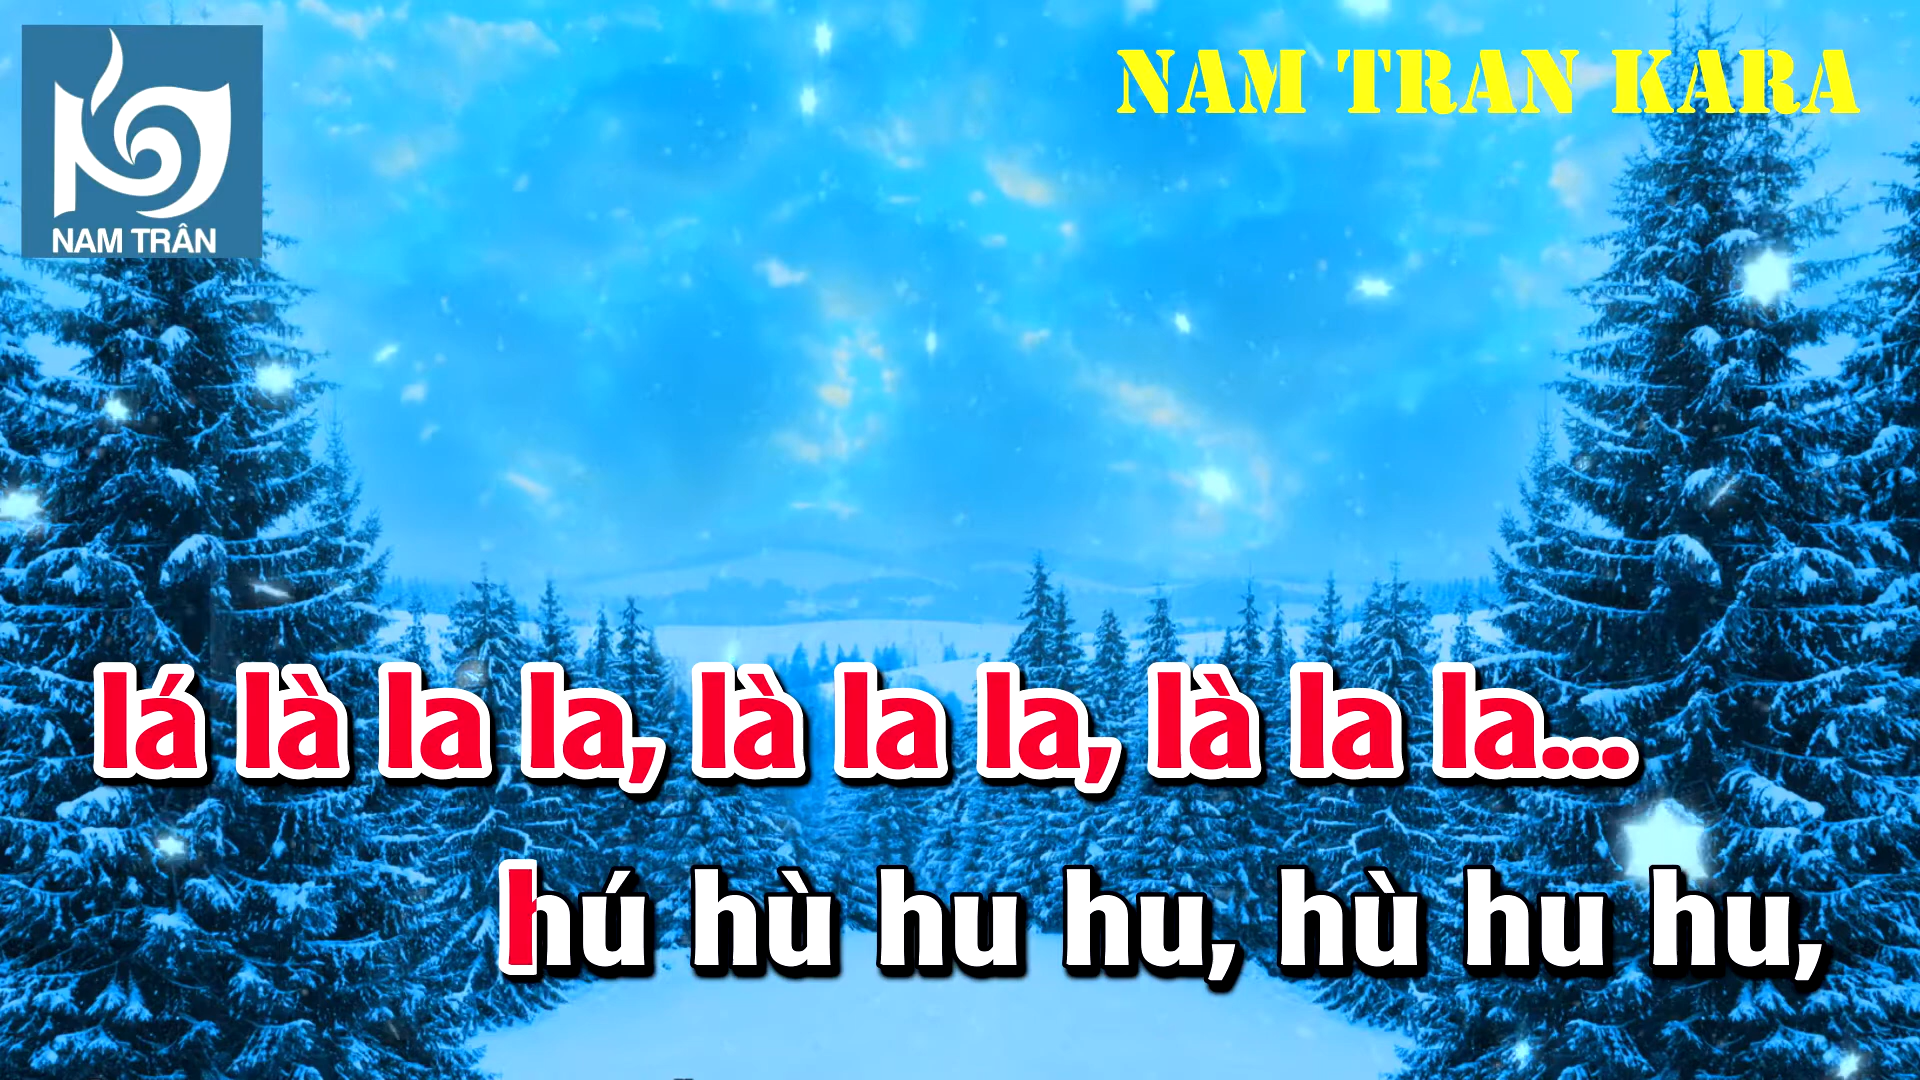 NAM TRAN KARA
NAM TRÂN
lá là la la, là la la, là la la...
hú hù hu hu, hù hu hu,